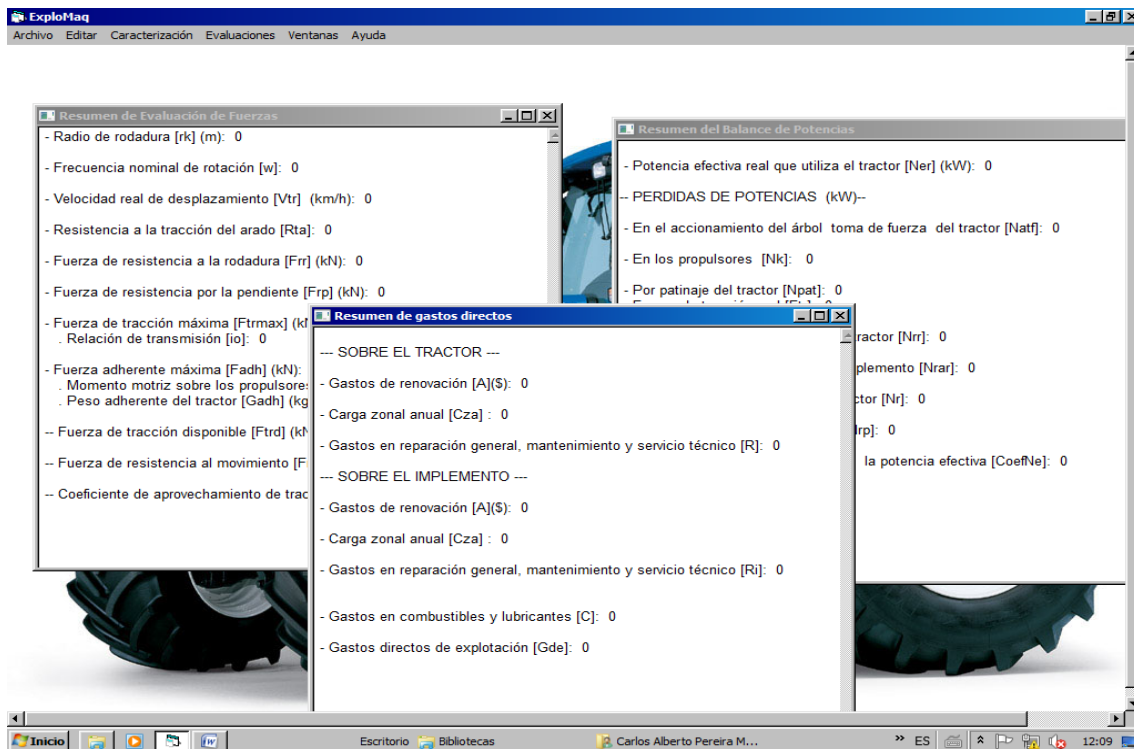 ExploMaq
Archivo Editar Caracterización Evaluaciones Ventanas Ayuda
Resumen de Evaluación de Fuerzas
- Radio de rodadura [rk] (m): 0
- Frecuencia nominal de rotación [w]: 0
- Velocidad real de desplazamiento [Vtr] (km/h): 0
- Resistencia a la tracción del arado [Rta]: 0
- Fuerza de resistencia a la rodadura [Frr] (kN): 0
- Fuerza de resistencia por la pendiente [Frp] (kN): 0
- Fuerza de tracción máxima [Ftrmax]
. Relación de transmisión [io]: 0
- Fuerza adherente máxima [Fadh] (kN):
. Momento motriz sobre los
. Peso adherente del tractor [Gadh]
-- Fuerza de tracción disponible [Ftrd]
-- Fuerza de resistencia al movimiento
-- Coeficiente de aprovechamiento de
Resumen del Balance de Potencias
- Potencia efectiva real que utiliza el tractor [Ner] (kW): 0
-- PERDIDAS DE POTENCIAS (kW)--
- En el accionamiento del árbol toma de fuerza del tractor [Natf]: 0
- En los propulsores [Nk]: 0
- Por patinaje del tractor [Npat]: 0
[Nrr]: 0
[Nrar]: 0
[Nr]: 0
0
la potencia efectiva [CoefNe]: 0
Resumen de gastos directos
--- SOBRE EL TRACTOR ---
- Gastos de renovación [A]($): 0
- Carga zonal anual [Cza] : 0
- Gastos en reparación general, mantenimiento y servicio técnico [R]: 0
--- SOBRE EL IMPLEMENTO ---
- Gastos de renovación [A]($): 0
- Carga zonal anual [Cza] : 0
- Gastos en reparación general, mantenimiento y servicio técnico [Ri]: 0
- Gastos en combustibles y lubricantes [C]: 0
- Gastos directos de explotación [Gde]: 0
Inicio Escritorio Bibliotecas Carlos Alberto Pereira M... » ES 12:09